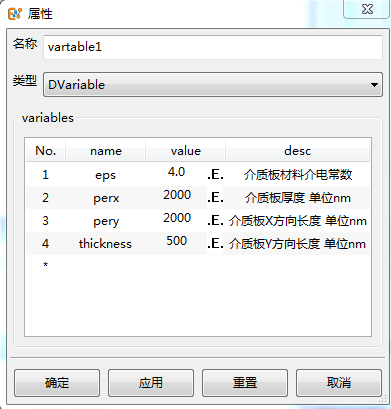 属性
名称 vartable1
类型 DVariable
variables
No. name value desc
1 eps 4.0 .E. 介质板材料介电常数
2 perx 2000 .E. 介质板厚度 单位nm
3 pery 2000 .E. 介质板X方向长度 单位nm
4 thickness 500 .E. 介质板Y方向长度 单位nm
*
确定 应用 重置 取消